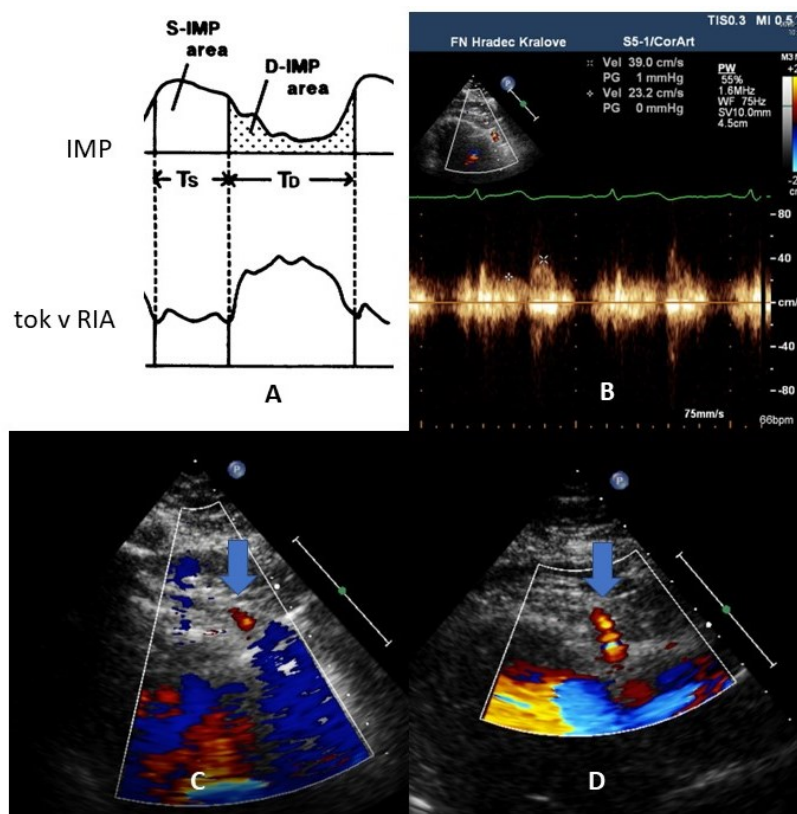 S-IMP
area
D-IMP
area
IMP
TS
TD
tok v RIA
A
TIS0.3 MI 0.5
FN Hradec Kralove S5-1/CorArt
Vel 39.0 cm/s
PG 1 mmHg
Vel 23.2 cm/s
PG 0 mmHg
PW
55%
1.6MHz
WF 75Hz
SV10.0mm
4.5cm
P
80
40
cm/s
-40
-80
B
75mm/s
66bpm
P
C
P
D